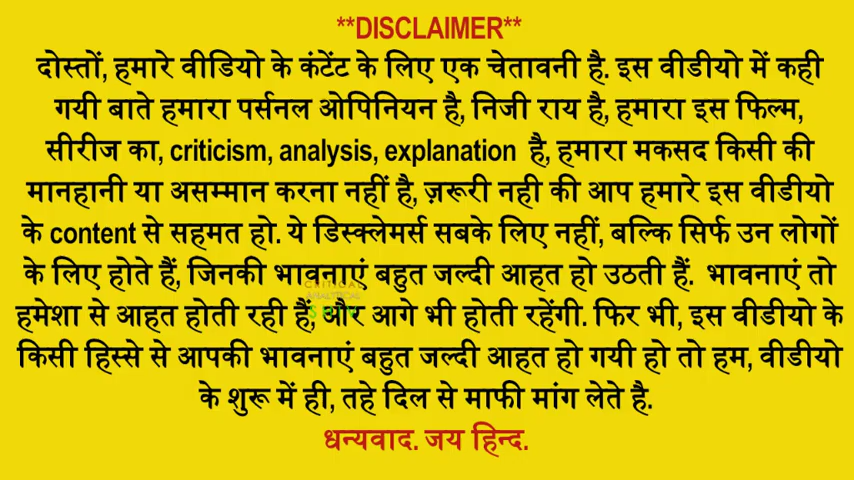 **DISCLAIMER**
दोस्तों, हमारे वीडियो के कंटेंट के लिए एक चेतावनी है. इस वीडीयो में कही
गयी बाते हमारा पर्सनल ओपिनियन है, निजी राय है, हमारा इस फिल्म,
सीरीज का, criticism, analysis, explanation है, हमारा मकसद किसी की
मानहानी या असम्मान करना नहीं है, ज़रूरी नही की आप हमारे इस वीडीयो
के content से सहमत हो. ये डिस्क्लेमर्स सबके लिए नहीं, बल्कि सिर्फ उन लोगों
के लिए होते हैं, जिनकी भावनाएं बहुत जल्दी आहत हो उठती हैं. भावनाएं तो
CRITICAL
हमेशा से आहत होती रही हैं, और आगे भी होती रहेंगी. फिर भी, इस वीडीयो के
किसी हिस्से से आपकी भावनाएं बहुत जल्दी आहत हो गयी हो तो हम, वीडीयो
के शुरू में ही, तहे दिल से माफी मांग लेते है.
धन्यवाद. जय हिन्द.